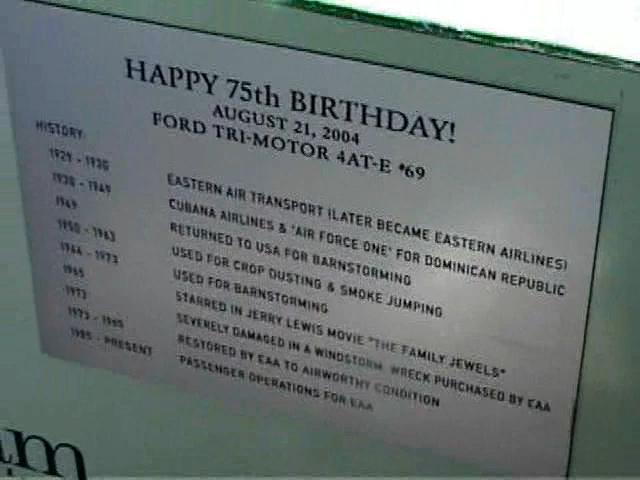 HAPPY 75th BIRTHDAY!
AUGUST 21, 2004
FORD TRI-MOTOR 4AT-E #69
HISTORY:
1929 - 1930 EASTERN AIR TRANSPORT (LATER BECAME EASTERN AIRLINES)
1930 - 1949 CUBANA AIRLINES & "AIR FORCE ONE" FOR DOMINICAN REPUBLIC
1949 RETURNED TO USA FOR BARNSTORMING
1950 - 1963 USED FOR CROP DUSTING & SMOKE JUMPING
1964 - 1973 USED FOR BARNSTORMING
1965 STARRED IN JERRY LEWIS MOVIE "THE FAMILY JEWELS"
1973 SEVERELY DAMAGED IN A WINDSTORM WRECK PURCHASED BY EAA
1973 - 1985 RESTORED BY EAA TO AIRWORTHY CONDITION
1985 - PRESENT PASSENGER OPERATIONS FOR EAA